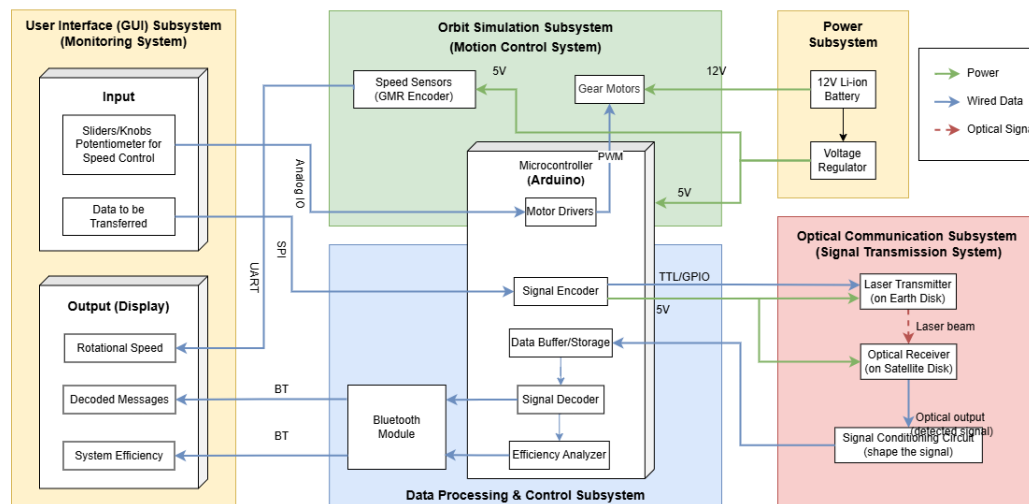 User Interface (GUI) Subsystem
(Monitoring System)
Input
Sliders/Knobs
Potentiometer for
Speed Control
Data to be
Transferred
Output (Display)
Rotational Speed
Decoded Messages
System Efficiency
Analog IO
SPI
UART
BT
BT
Orbit Simulation Subsystem
(Motion Control System)
Speed Sensors
(GMR Encoder)
5V
Gear Motors
12V
PWM
Microcontroller
(Arduino)
Motor Drivers
5V
Signal Encoder
TTL/GPIO
5V
Data Buffer/Storage
Signal Decoder
Efficiency Analyzer
Bluetooth
Module
Data Processing & Control Subsystem
Power
Subsystem
12V Li-ion
Battery
Voltage
Regulator
Power
Wired Data
Optical Signal
Optical Communication Subsystem
(Signal Transmission System)
Laser Transmitter
(on Earth Disk)
Laser beam
Optical Receiver
(on Satellite Disk)
Optical output
(detected signal)
Signal Conditioning Circuit
(shape the signal)